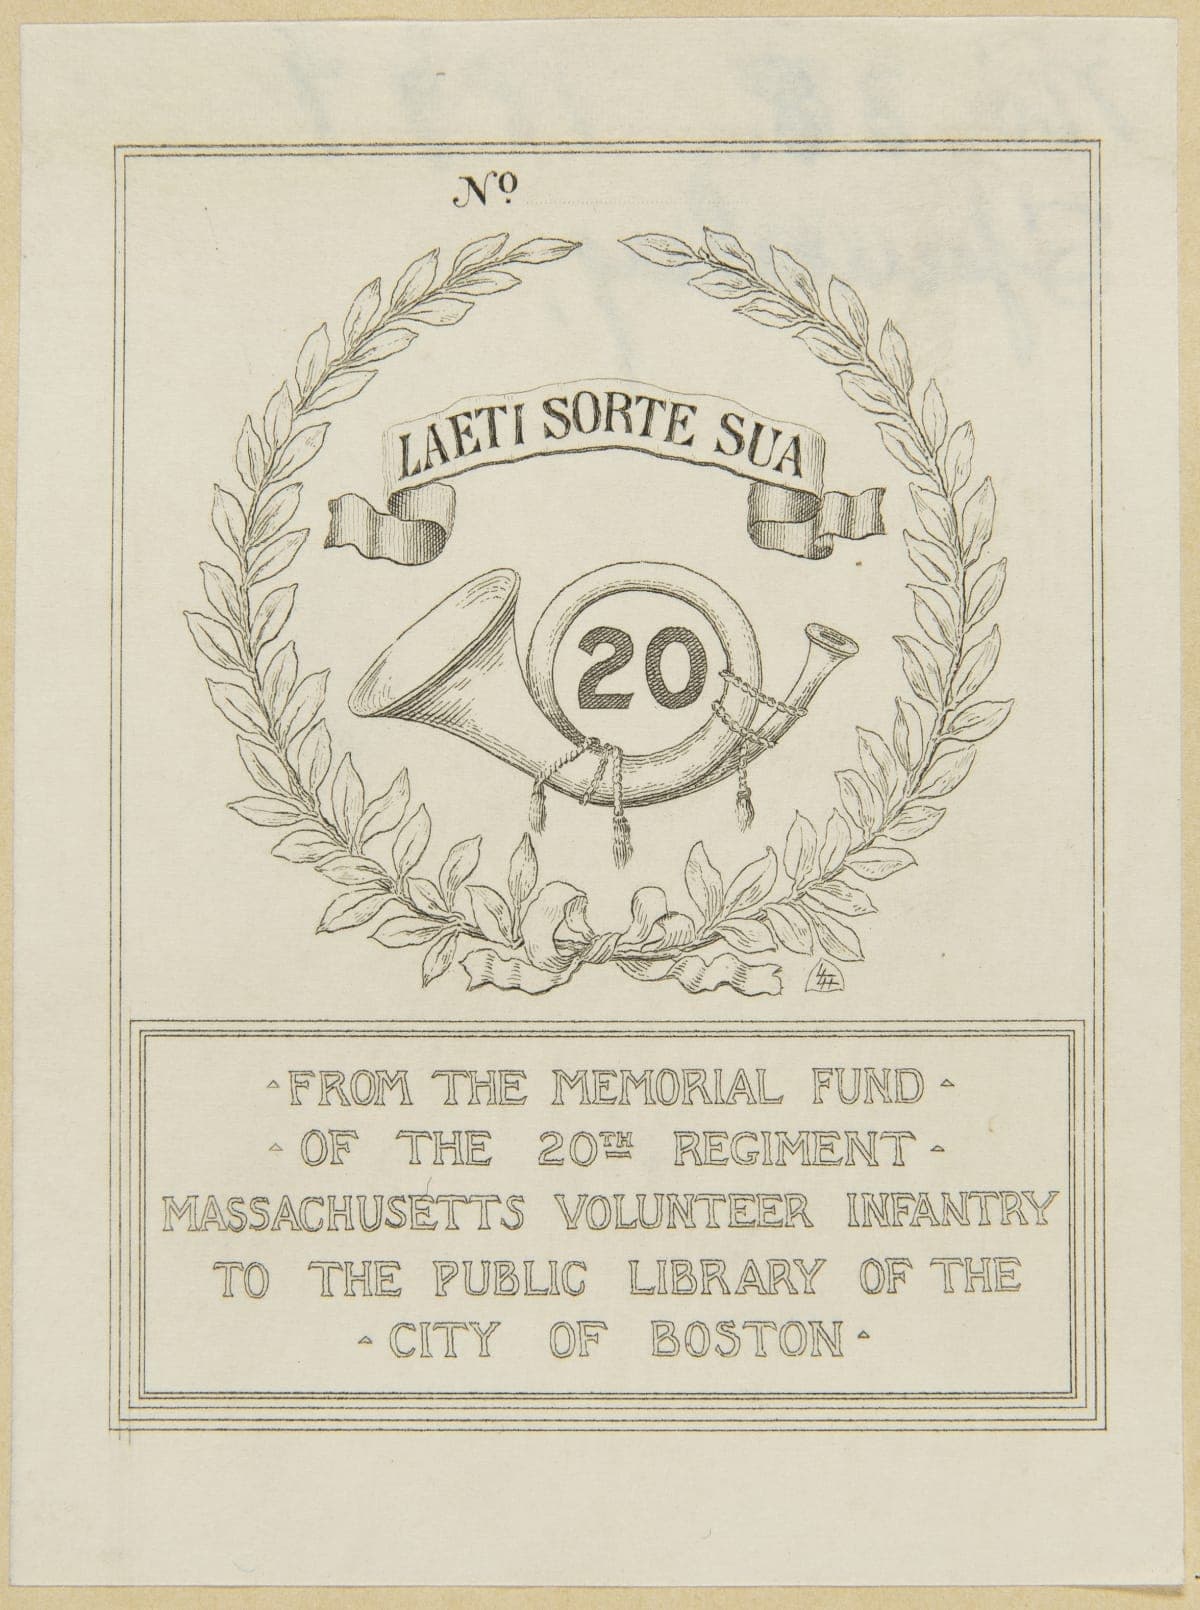 Nº
LAETI SORTE SUA
20
· FROM THE MEMORIAL FUND ·
· OF THE 20TH REGIMENT ·
MASSACHUSETTS VOLUNTEER INFANTRY
TO THE PUBLIC LIBRARY OF THE
· CITY OF BOSTON ·